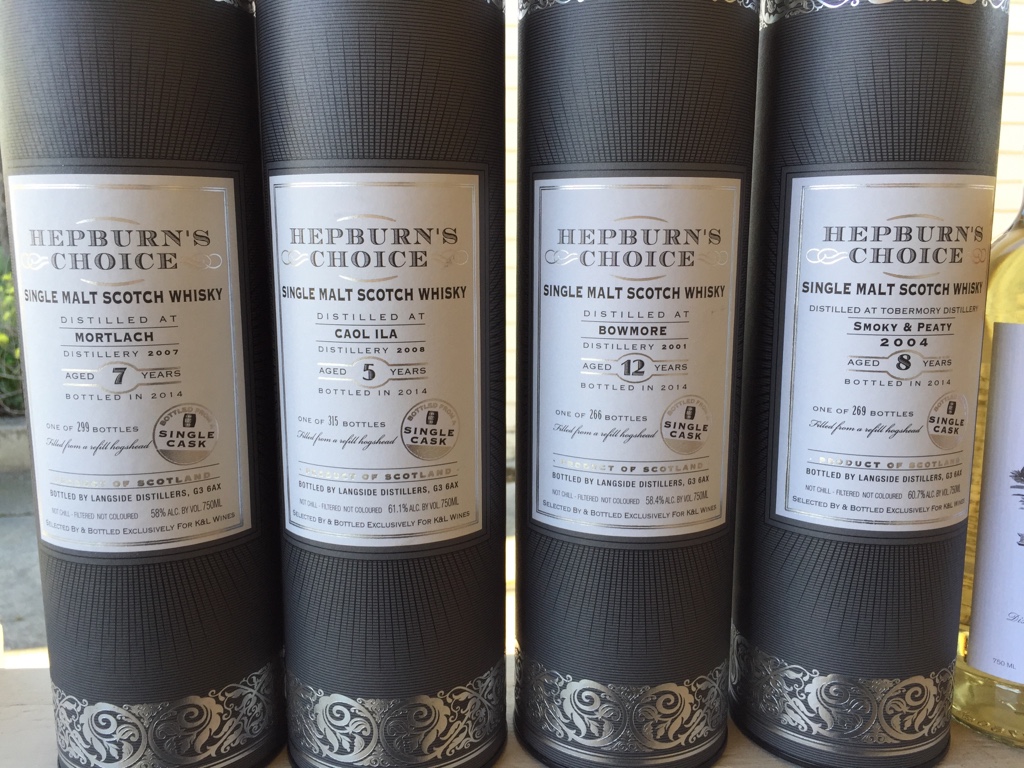 HEPBURN'S
CHOICE
SINGLE MALT SCOTCH WHISKY
DISTILLED AT
MORTLACH
DISTILLERY 2007
AGED 7 YEARS
BOTTLED IN 2014
ONE OF 299 BOTTLES
Filled from a refill hogshead
SINGLE
CASK
PRODUCT OF SCOTLAND
BOTTLED BY LANGSIDE DISTILLERS, G3 6AX
NOT CHILL - FILTERED NOT COLOURED 58% ALC. BY VOL 750ML
SELECTED BY & BOTTLED EXCLUSIVELY FOR K&L WINES
HEPBURN'S
CHOICE
SINGLE MALT SCOTCH WHISKY
DISTILLED AT
CAOL ILA
DISTILLERY 2008
AGED 5 YEARS
BOTTLED IN 2014
ONE OF 315 BOTTLES
Filled from a refill hogshead
SINGLE
CASK
PRODUCT OF SCOTLAND
BOTTLED BY LANGSIDE DISTILLERS, G3 6AX
NOT CHILL - FILTERED NOT COLOURED 61.1% ALC. BY VOL 750ML
SELECTED BY & BOTTLED EXCLUSIVELY FOR K&L WINES
HEPBURN'S
CHOICE
SINGLE MALT SCOTCH WHISKY
DISTILLED AT
BOWMORE
DISTILLERY 2001
AGED 12 YEARS
BOTTLED IN 2014
ONE OF 266 BOTTLES
Filled from a refill hogshead
SINGLE
CASK
PRODUCT OF SCOTLAND
BOTTLED BY LANGSIDE DISTILLERS, G3 6AX
NOT CHILL - FILTERED NOT COLOURED 58.4% ALC. BY VOL 750ML
SELECTED BY & BOTTLED EXCLUSIVELY FOR K&L WINES
HEPBURN'S
CHOICE
SINGLE MALT SCOTCH WHISKY
DISTILLED AT TOBERMORY DISTILLERY
SMOKY & PEATY
2004
AGED 8 YEARS
BOTTLED IN 2014
ONE OF 269 BOTTLES
Filled from a refill hogshead
SINGLE
CASK
PRODUCT OF SCOTLAND
BOTTLED BY LANGSIDE DISTILLERS, G3 6AX
NOT CHILL - FILTERED NOT COLOURED 60.7% ALC. BY VOL 750ML
SELECTED BY & BOTTLED EXCLUSIVELY FOR K&L WINES
750 ML